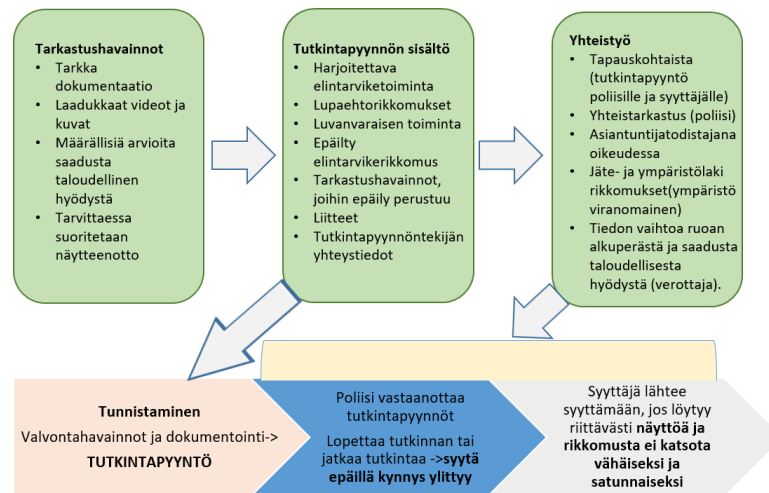 Tarkastushavainnot
• Tarkka
dokumentaatio
• Laadukkaat videot ja
kuvat
• Määrällisiä arvioita
saadusta
taloudellinen
hyödystä
• Tarvittaessa
suoritetaan
näytteenotto
Tutkintapyynnön sisältö
• Harjoitettava
elintarviketoiminta
• Lupaehtorikkomukset
• Luvanvaraisen toiminta
• Epäilty
elintarvikerikkomus
• Tarkastushavainnot,
joihin epäily perustuu
• Liitteet
• Tutkintapyynnöntekijän
yhteystiedot
Yhteistyö
• Tapauskohtaista
(tutkintapyyntö
poliisille ja syyttäjälle)
• Yhteistarkastus (poliisi)
• Asiantuntijatodistajana
oikeudessa
• Jäte- ja ympäristölaki
rikkomukset(ympäristö
viranomainen)
• Tiedon vaihtoa ruoan
alkuperästä ja saadusta
taloudellisesta
hyödystä (verottaja).
Tunnistaminen
Valvontahavainnot ja dokumentointi->
TUTKINTAPYYNTÖ
Poliisi vastaanottaa
tutkintapyynnöt
Lopettaa tutkinnan tai
jatkaa tutkintaa ->syytä
epäillä kynnys ylittyy
Syyttäjä lähtee
syyttämään, jos löytyy
riittävästi näyttöä ja
rikkomusta ei katsota
vähäiseksi ja
satunnaiseksi